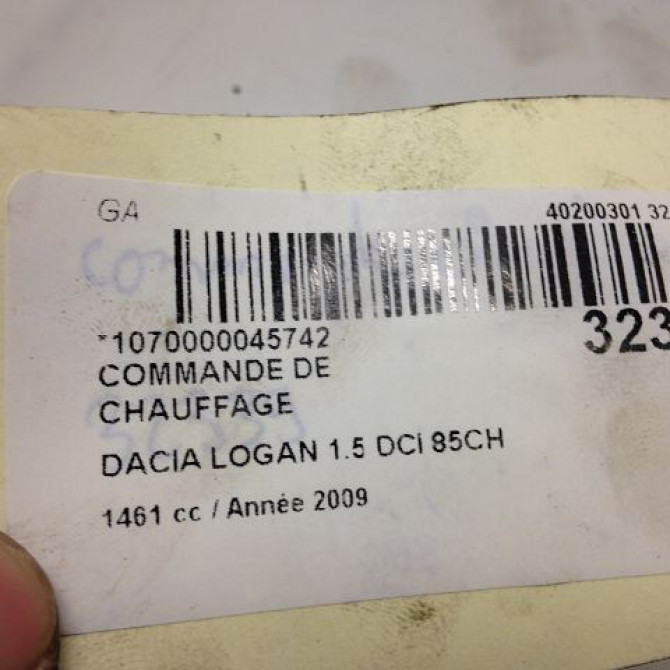 GA
40200301 32
*1070000045742
323
COMMANDE DE
CHAUFFAGE
DACIA LOGAN 1.5 DCi 85CH
1461 cc / Année 2009